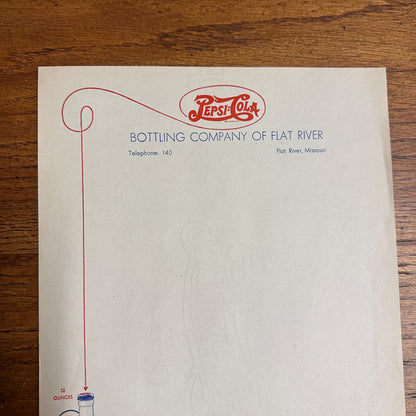 PEPSI-COLA
BOTTLING COMPANY OF FLAT RIVER
Telephone: 140 Flat River, Missouri
12
OUNCES